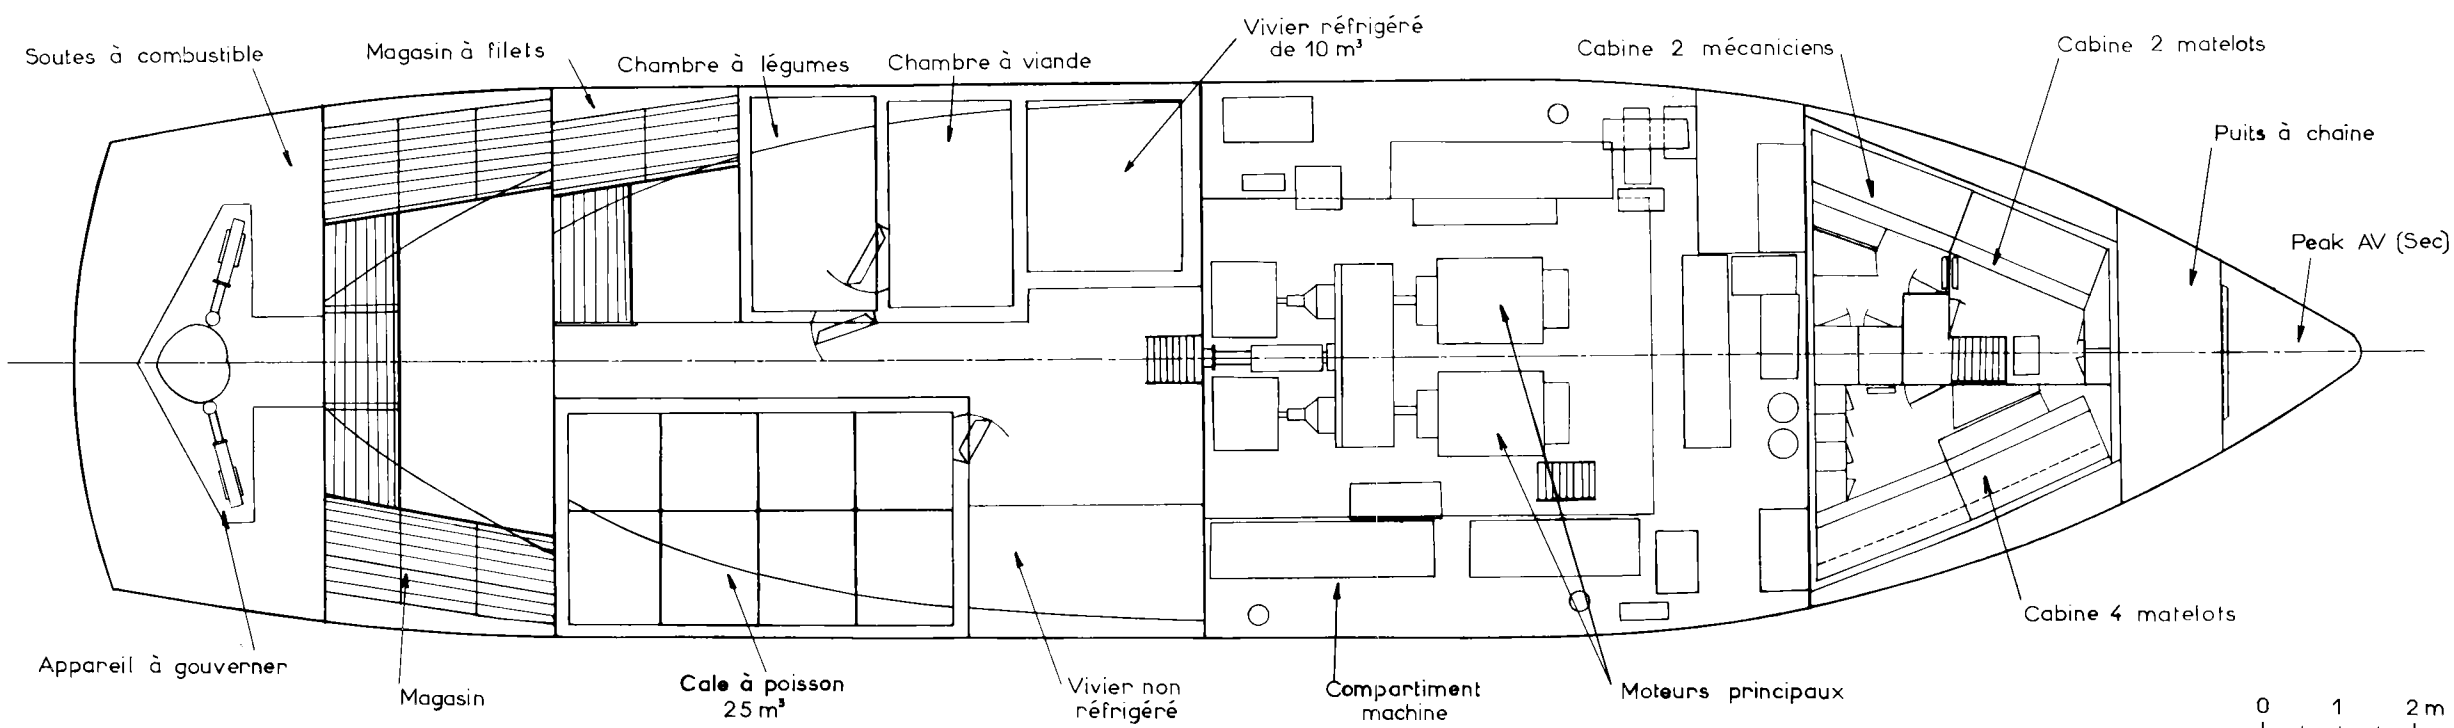 Soutes à combustible
Magasin à filets
Chambre à légumes
Chambre à viande
Vivier réfrigéré
de 10 m³
Cabine 2 mécaniciens
Cabine 2 matelots
Puits à chaîne
Peak AV (Sec)
Appareil à gouverner
Magasin
Cale à poisson
25 m³
Vivier non
réfrigéré
Compartiment
machine
Moteurs principaux
Cabine 4 matelots
0 1 2 m